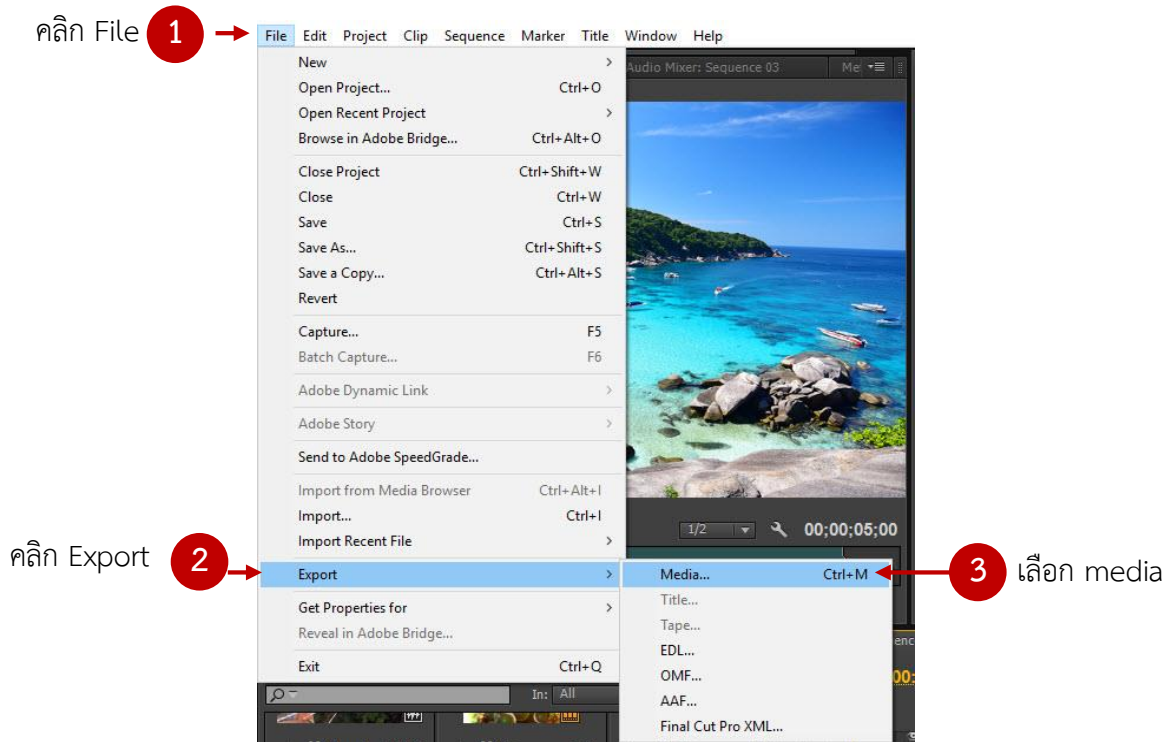 คลิก File 1
File Edit Project Clip Sequence Marker Title Window Help
New
Audio Mixer: Sequence 03
Open Project... Ctrl+O
Open Recent Project
Browse in Adobe Bridge... Ctrl+Alt+O
Close Project Ctrl+Shift+W
Close Ctrl+W
Save Ctrl+S
Save As... Ctrl+Shift+S
Save a Copy... Ctrl+Alt+S
Revert
Capture... F5
Batch Capture... F6
Adobe Dynamic Link
Adobe Story
Send to Adobe SpeedGrade...
Import from Media Browser Ctrl+Alt+I
Import... Ctrl+I
1/2 00;00;05;00
Import Recent File
คลิก Export 2
Export
Media... Ctrl+M
3 เลือก media
Get Properties for
Title...
Reveal in Adobe Bridge...
Tape...
EDL...
Exit Ctrl+Q
OMF...
In: All
AAF...
Final Cut Pro XML...